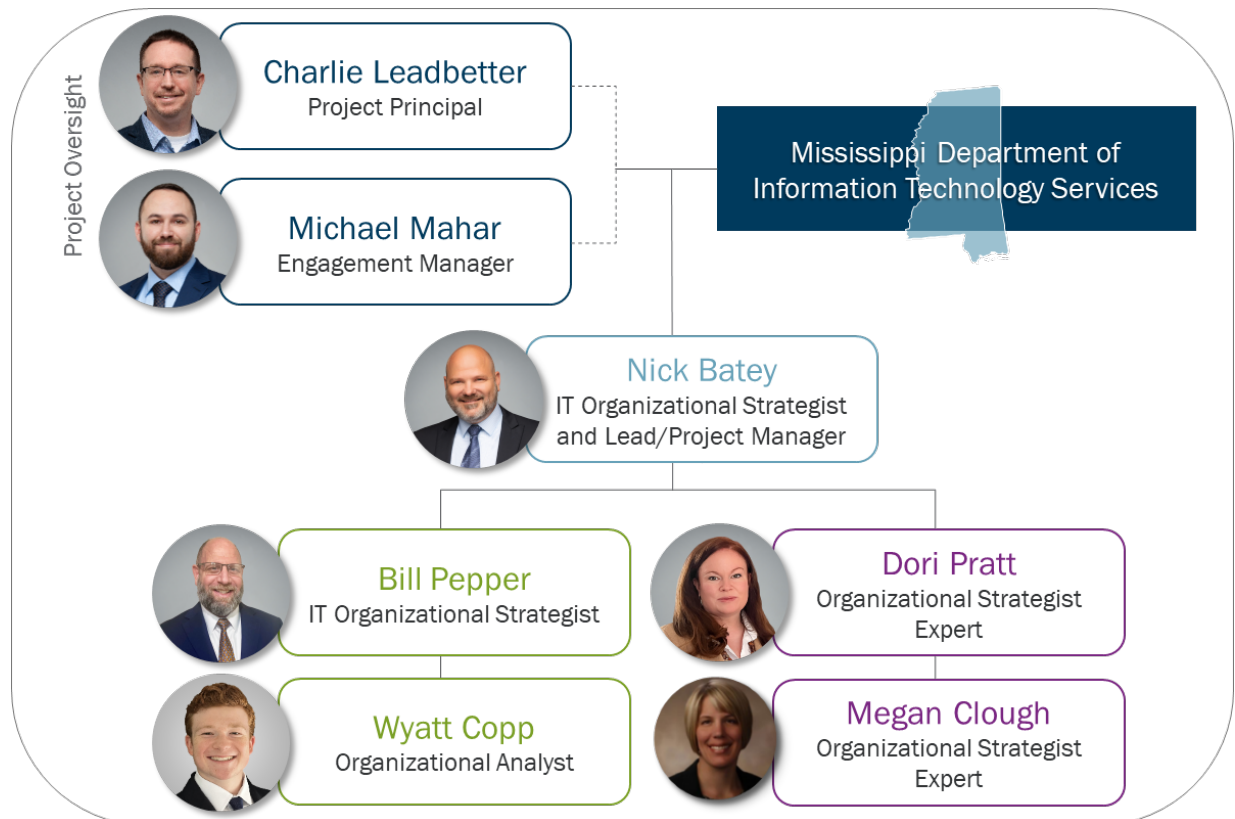 Project Oversight
Charlie Leadbetter
Project Principal
Michael Mahar
Engagement Manager
Mississippi Department of
Information Technology Services
Nick Batey
IT Organizational Strategist
and Lead/Project Manager
Bill Pepper
IT Organizational Strategist
Wyatt Copp
Organizational Analyst
Dori Pratt
Organizational Strategist
Expert
Megan Clough
Organizational Strategist
Expert